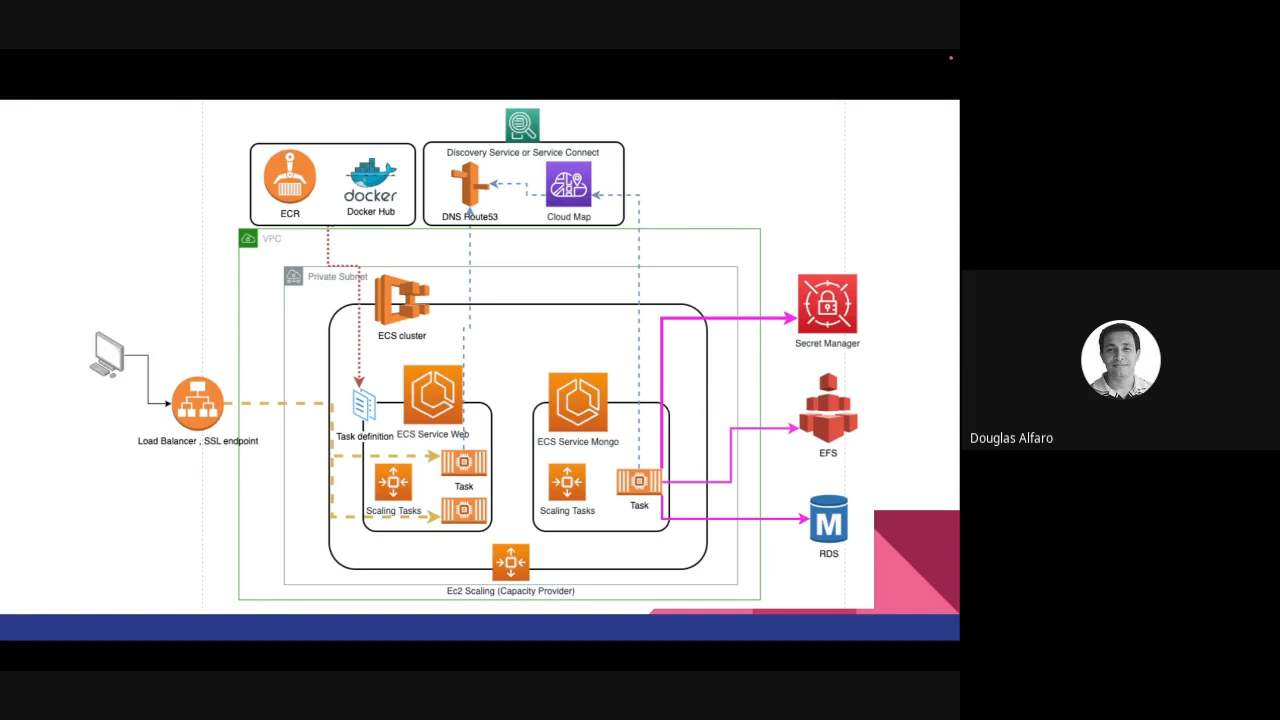 Discovery Service or Service Connect
ECR
docker
Docker Hub
DNS Route53
Cloud Map
VPC
Private Subnet
ECS cluster
Secret Manager
Load Balancer , SSL endpoint
Task definition
ECS Service Web
ECS Service Mongo
EFS
Task
Scaling Tasks
Scaling Tasks
Task
M
RDS
Ec2 Scaling (Capacity Provider)
Douglas Alfaro